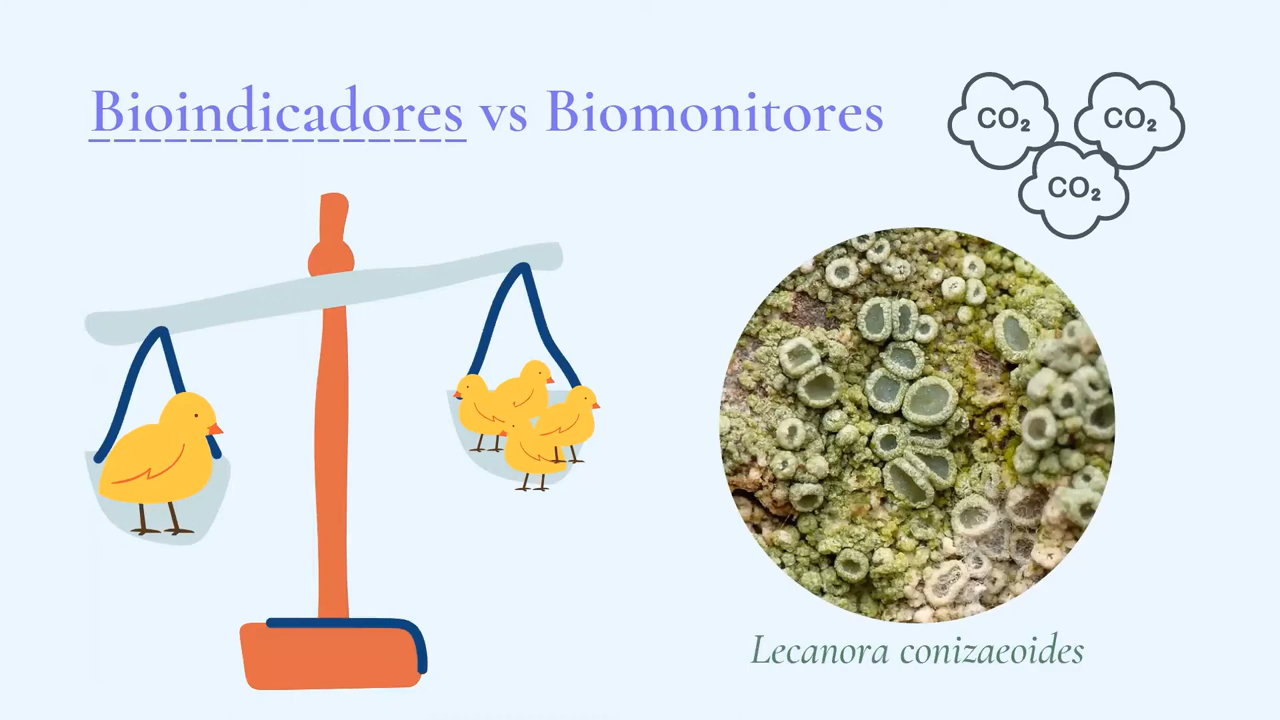 Bioindicadores vs Biomonitores
CO₂
CO₂
CO₂
Lecanora conizaeoides